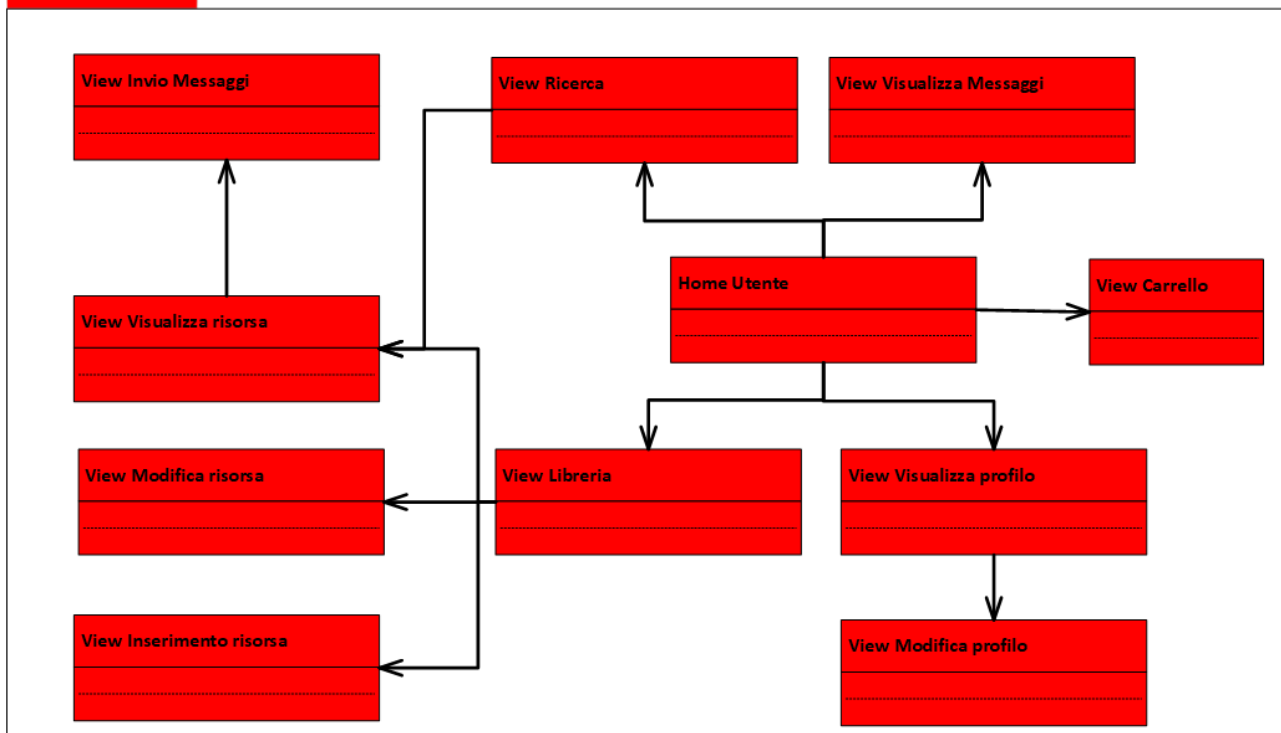 View Invio Messaggi
View Ricerca
View Visualizza Messaggi
Home Utente
View Carrello
View Visualizza risorsa
View Modifica risorsa
View Libreria
View Visualizza profilo
View Inserimento risorsa
View Modifica profilo